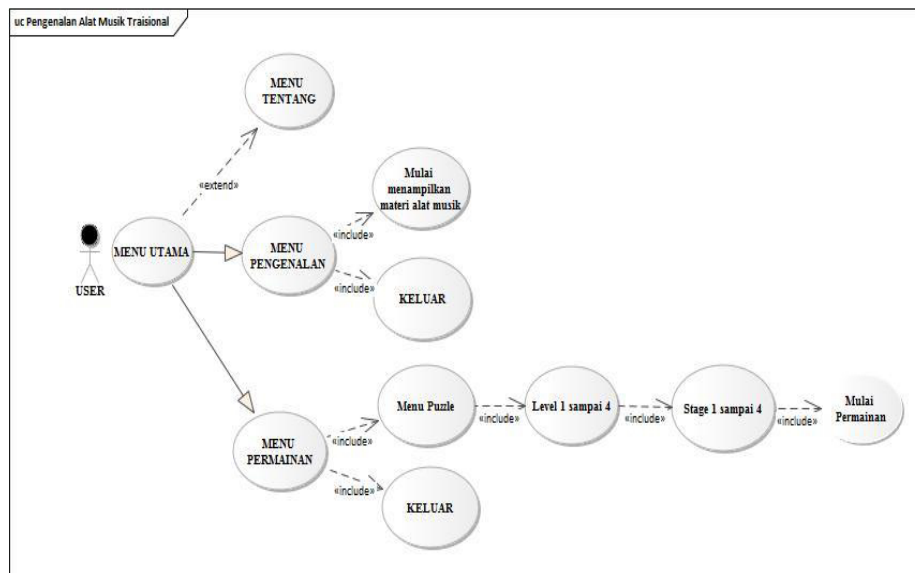 uc Pengenalan Alat Musik Traisional
MENU
TENTANG
«extend»
Mulai
menampilkan
materi alat musik
«include»
USER
MENU UTAMA
MENU
PENGENALAN
«include»
KELUAR
Menu Puzzle
«include»
Level 1 sampai 4
«include»
Stage 1 sampai 4
«include»
Mulai
Permainan
MENU
PERMAINAN
«include»
«include»
KELUAR